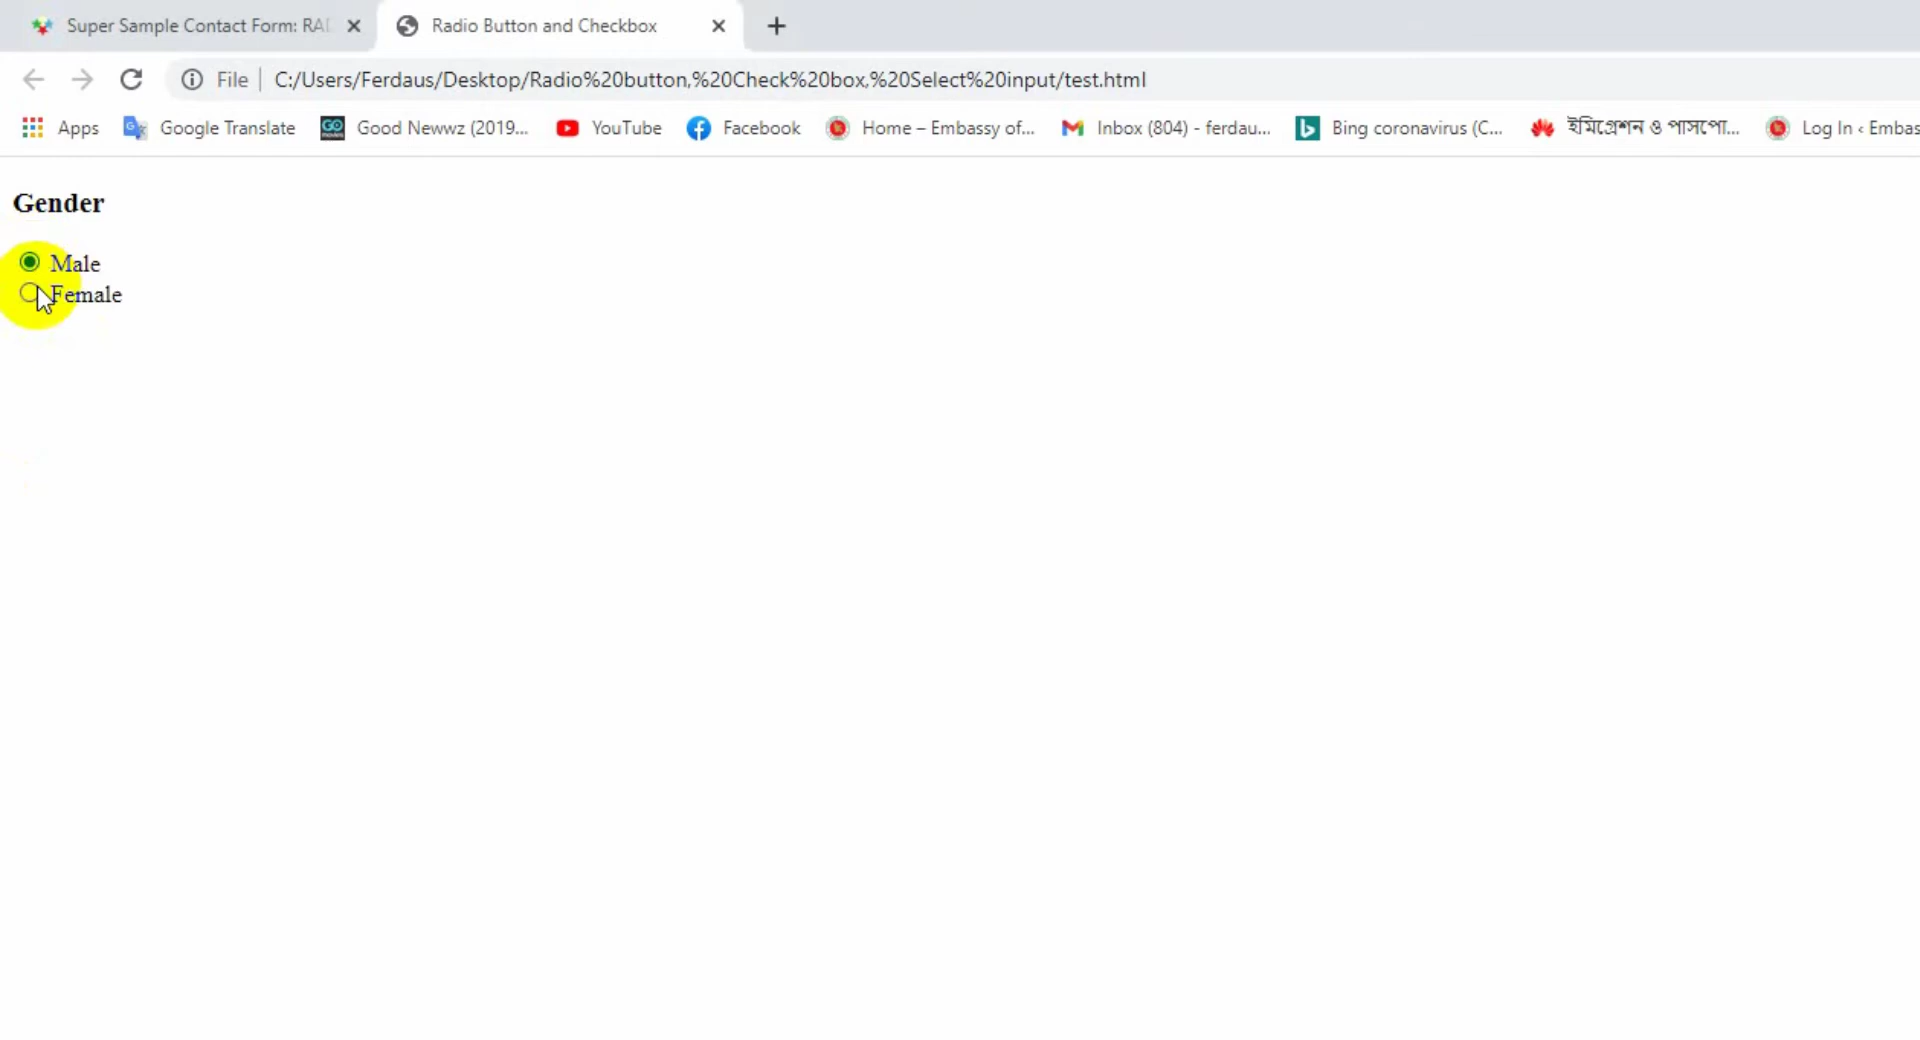 Super Sample Contact Form: RAI
Radio Button and Checkbox
File
C:/Users/Ferdaus/Desktop/Radio%20button,%20Check%20box,%20Select%20input/test.html
Apps
Google Translate
GO
Good Newwz (2019...
YouTube
Facebook
Home – Embassy of...
Inbox (804) - ferdau...
Bing coronavirus (C...
ইমিগ্রেশন ও পাসপো...
Log In ‹ Embas
Gender
Male
Female